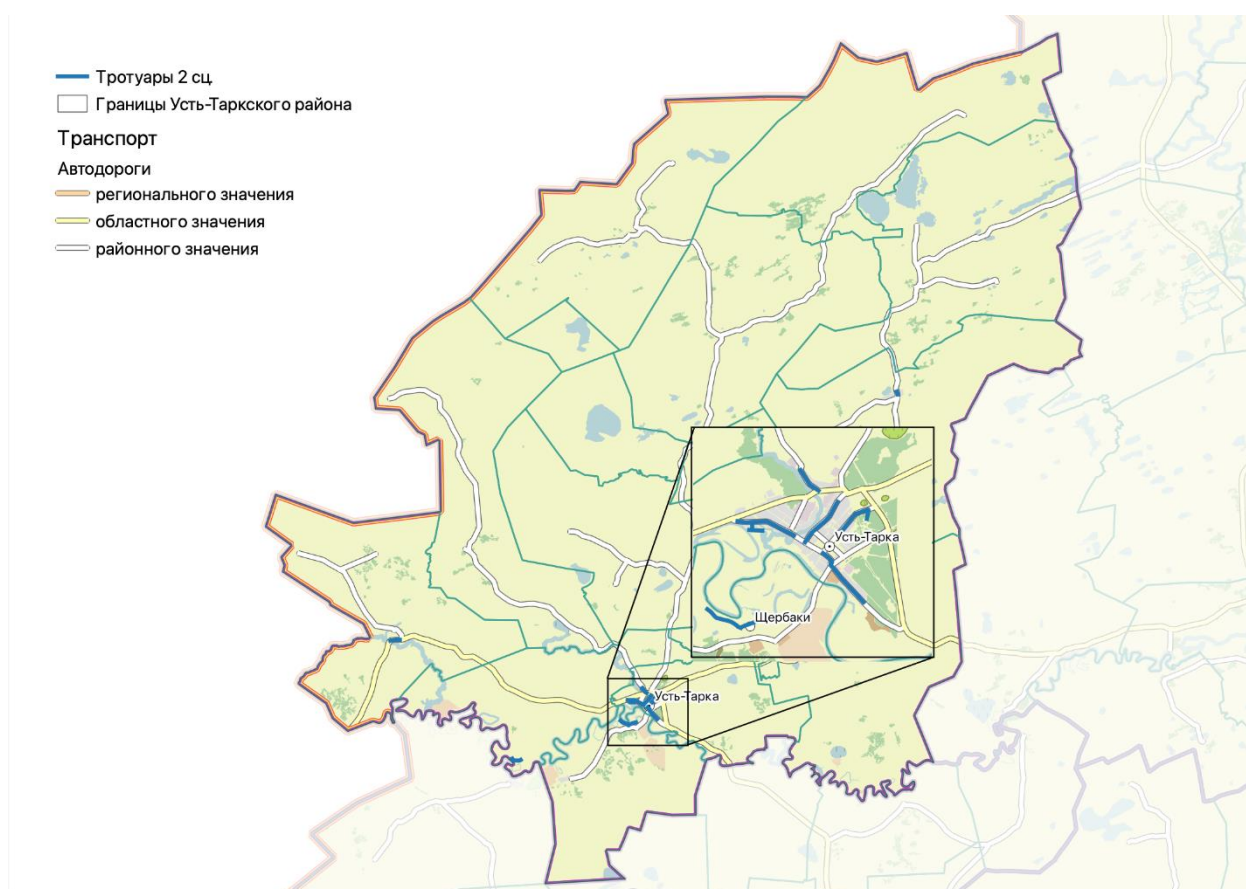 Тротуары 2 сц.
Границы Усть-Таркского района
Транспорт
Автодороги
регионального значения
областного значения
районного значения
Усть-Тарка
Щербаки
Усть-Тарка